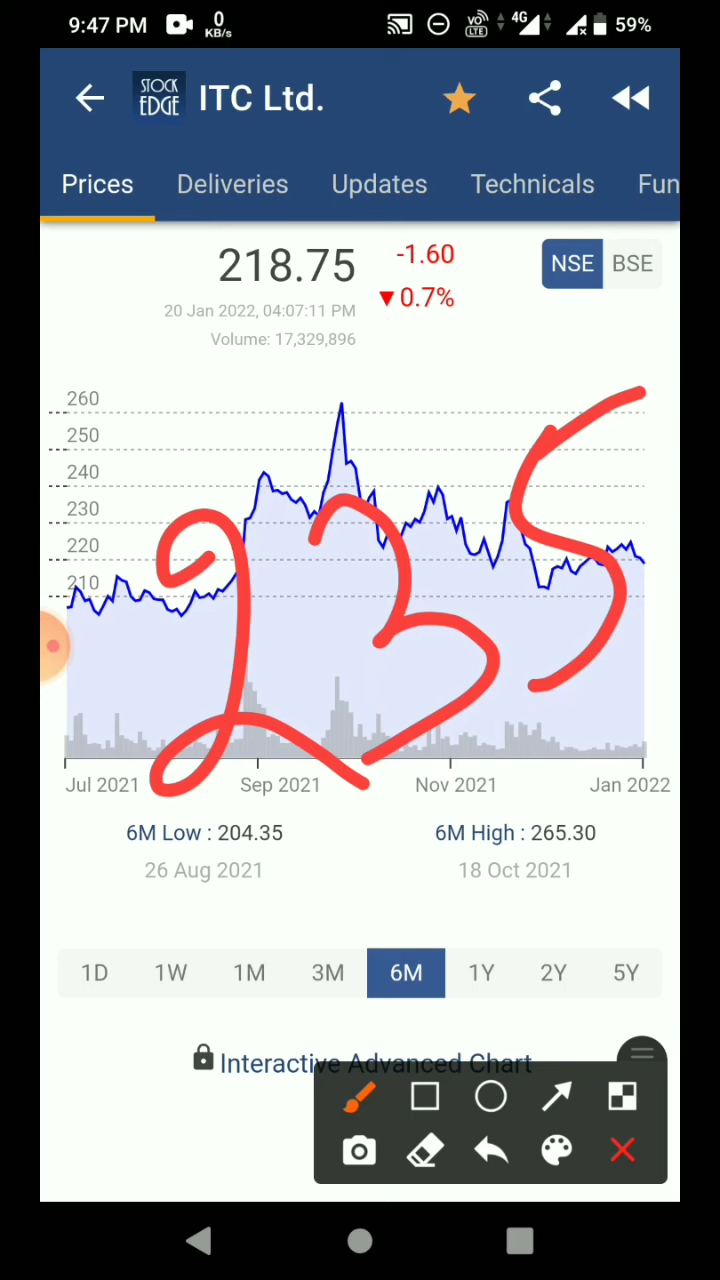 9:47 PM 0 KB/s VO LTE 4G 59%
STOCK EDGE ITC Ltd.
Prices Deliveries Updates Technicals Fun
218.75 -1.60 NSE BSE
▼0.7%
20 Jan 2022, 04:07:11 PM
Volume: 17,329,896
260
250
240
230
220
210
235
Jul 2021 Sep 2021 Nov 2021 Jan 2022
6M Low : 204.35 6M High : 265.30
26 Aug 2021 18 Oct 2021
1D 1W 1M 3M 6M 1Y 2Y 5Y
Interactive Advanced Chart